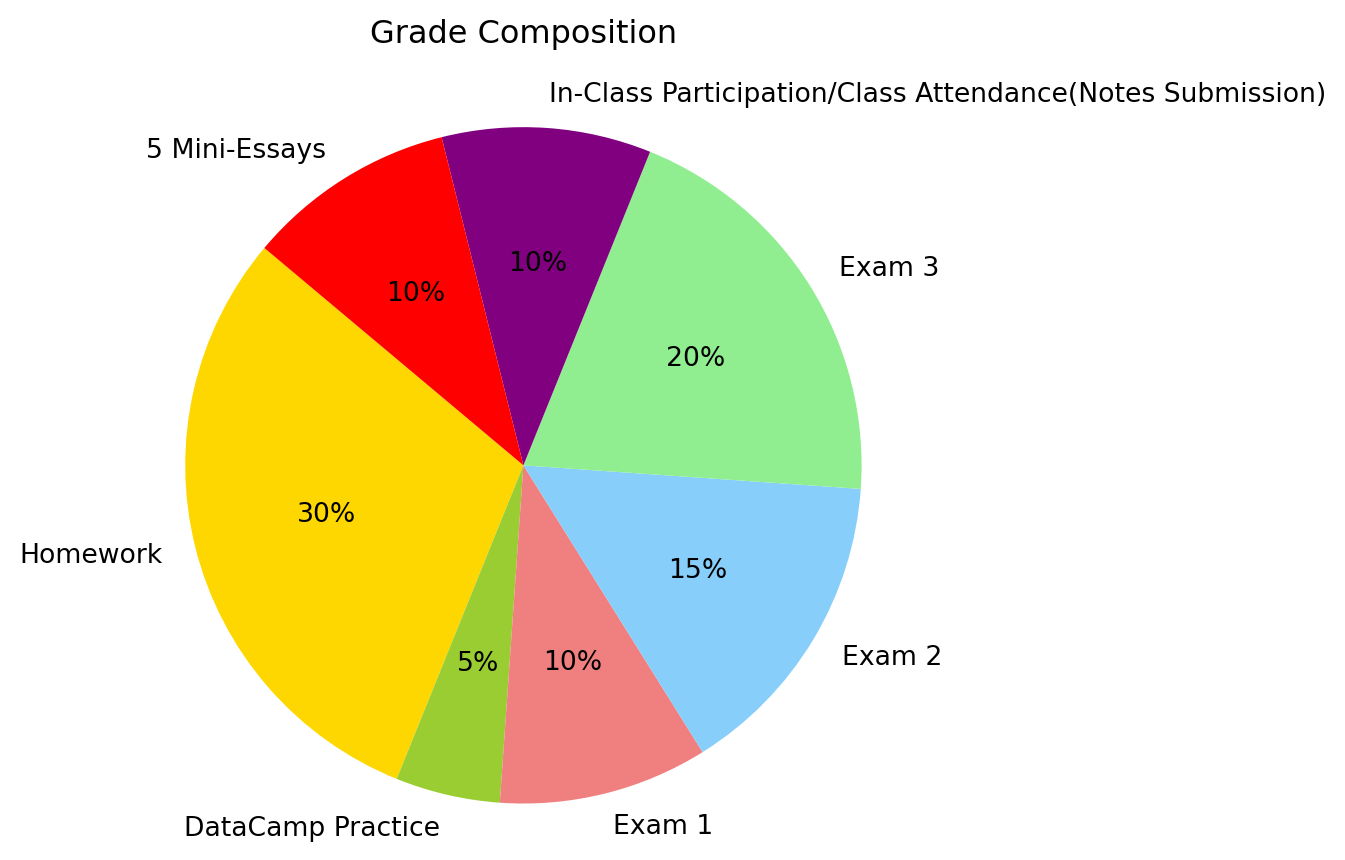 Grade Composition
In-Class Participation/Class Attendance(Notes Submission)
5 Mini-Essays
10%
10%
Exam 3
20%
30%
Homework
15%
Exam 2
5%
10%
DataCamp Practice
Exam 1